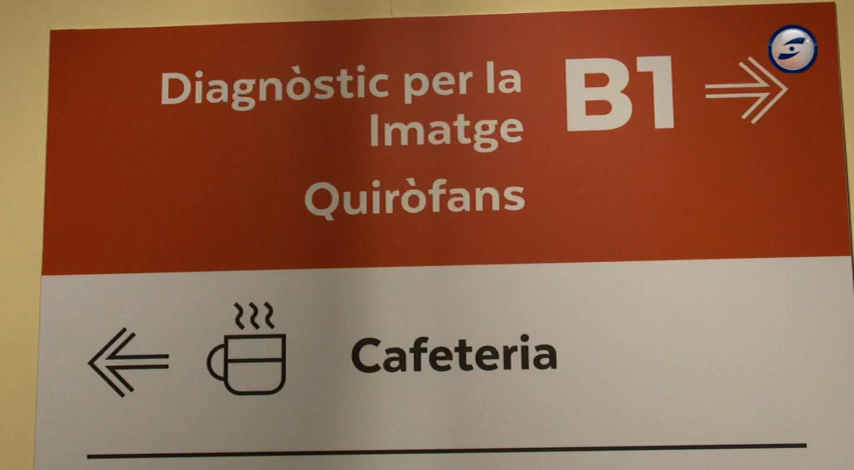 Diagnòstic per la
Imatge
B1
Quiròfans
Cafeteria